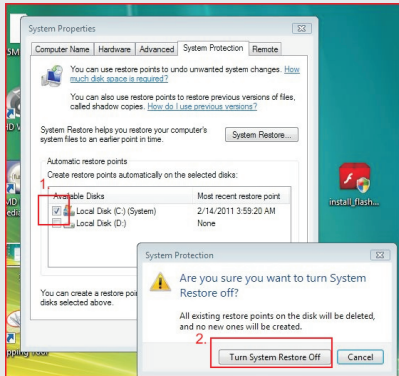 System Properties
Computer Name Hardware Advanced System Protection Remote
You can use restore points to undo unwanted system changes. How
much disk space is required?
You can also use restore points to restore previous versions of files,
called shadow copies. How do I use previous versions?
System Restore helps you restore your computer's
system files to an earlier point in time.
System Restore...
Automatic restore points
Create restore points automatically on the selected disks:
1.
Available Disks Most recent restore point
Local Disk (C:) (System) 2/14/2011 3:59:20 AM
Local Disk (D:) None
install_flash...
You can create a restore poi
disks selected above.
System Protection
Are you sure you want to turn System
Restore off?
All existing restore points on the disk will be deleted,
and no new ones will be created.
2.
Turn System Restore Off Cancel